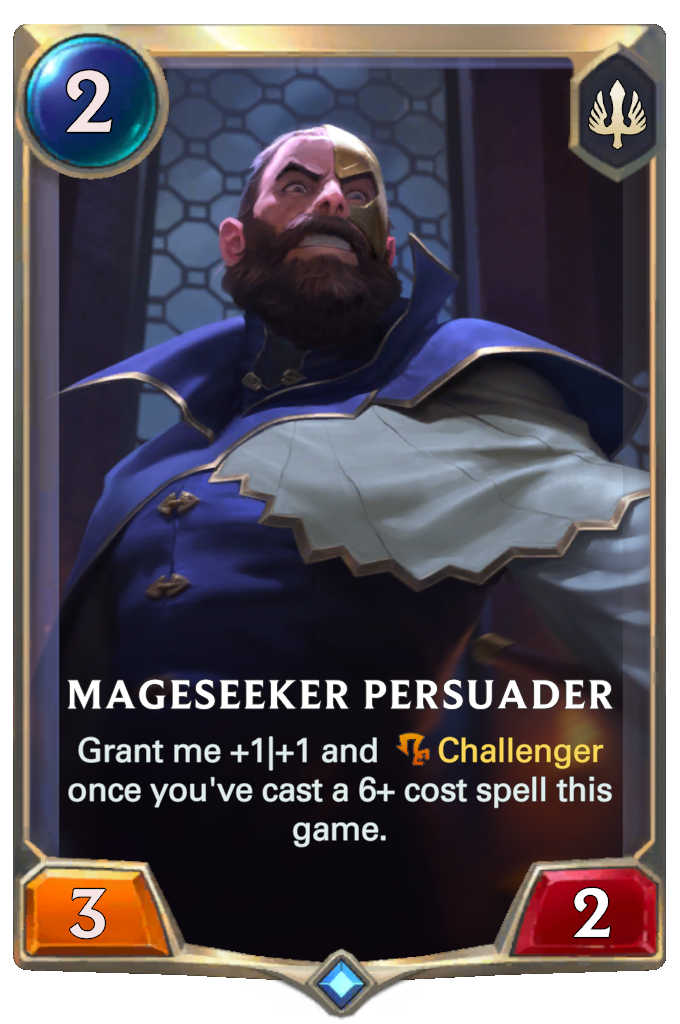 2
MAGESEEKER PERSUADER
Grant me +1|+1 and Challenger
once you've cast a 6+ cost spell this
game.
3
2